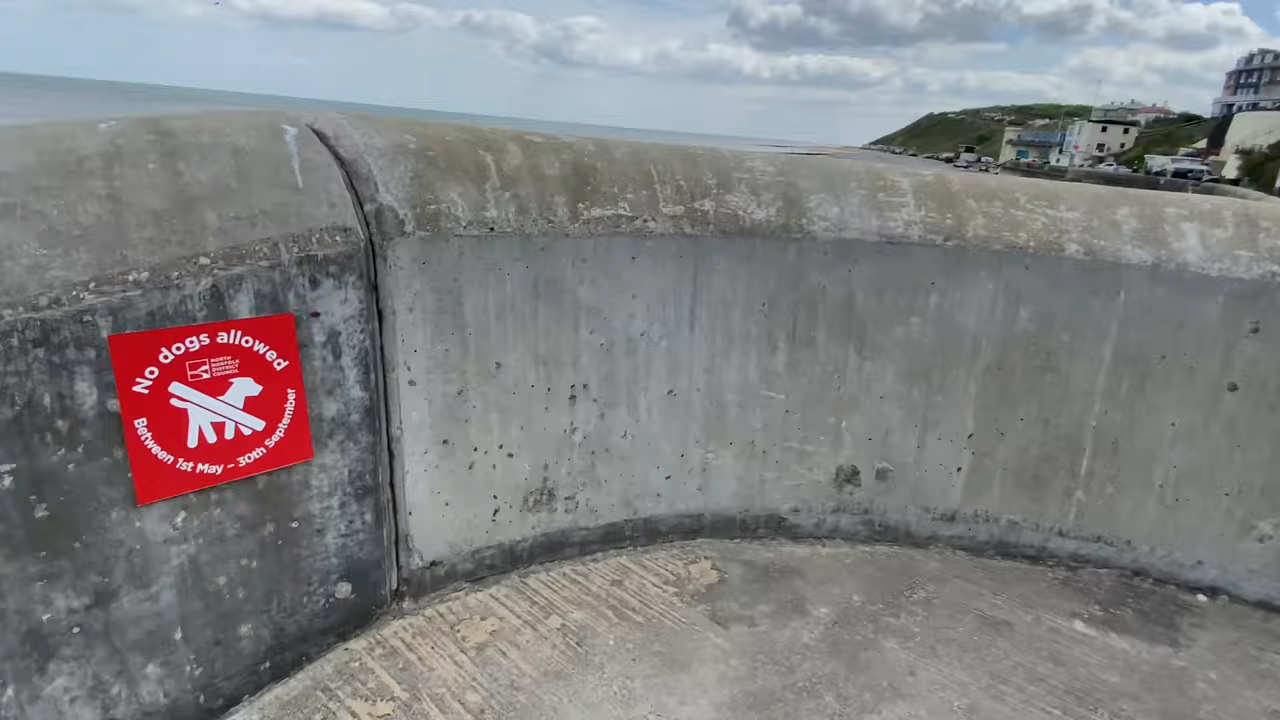 No dogs allowed
NORTH
NORFOLK
DISTRICT
COUNCIL
Between 1st May – 30th September